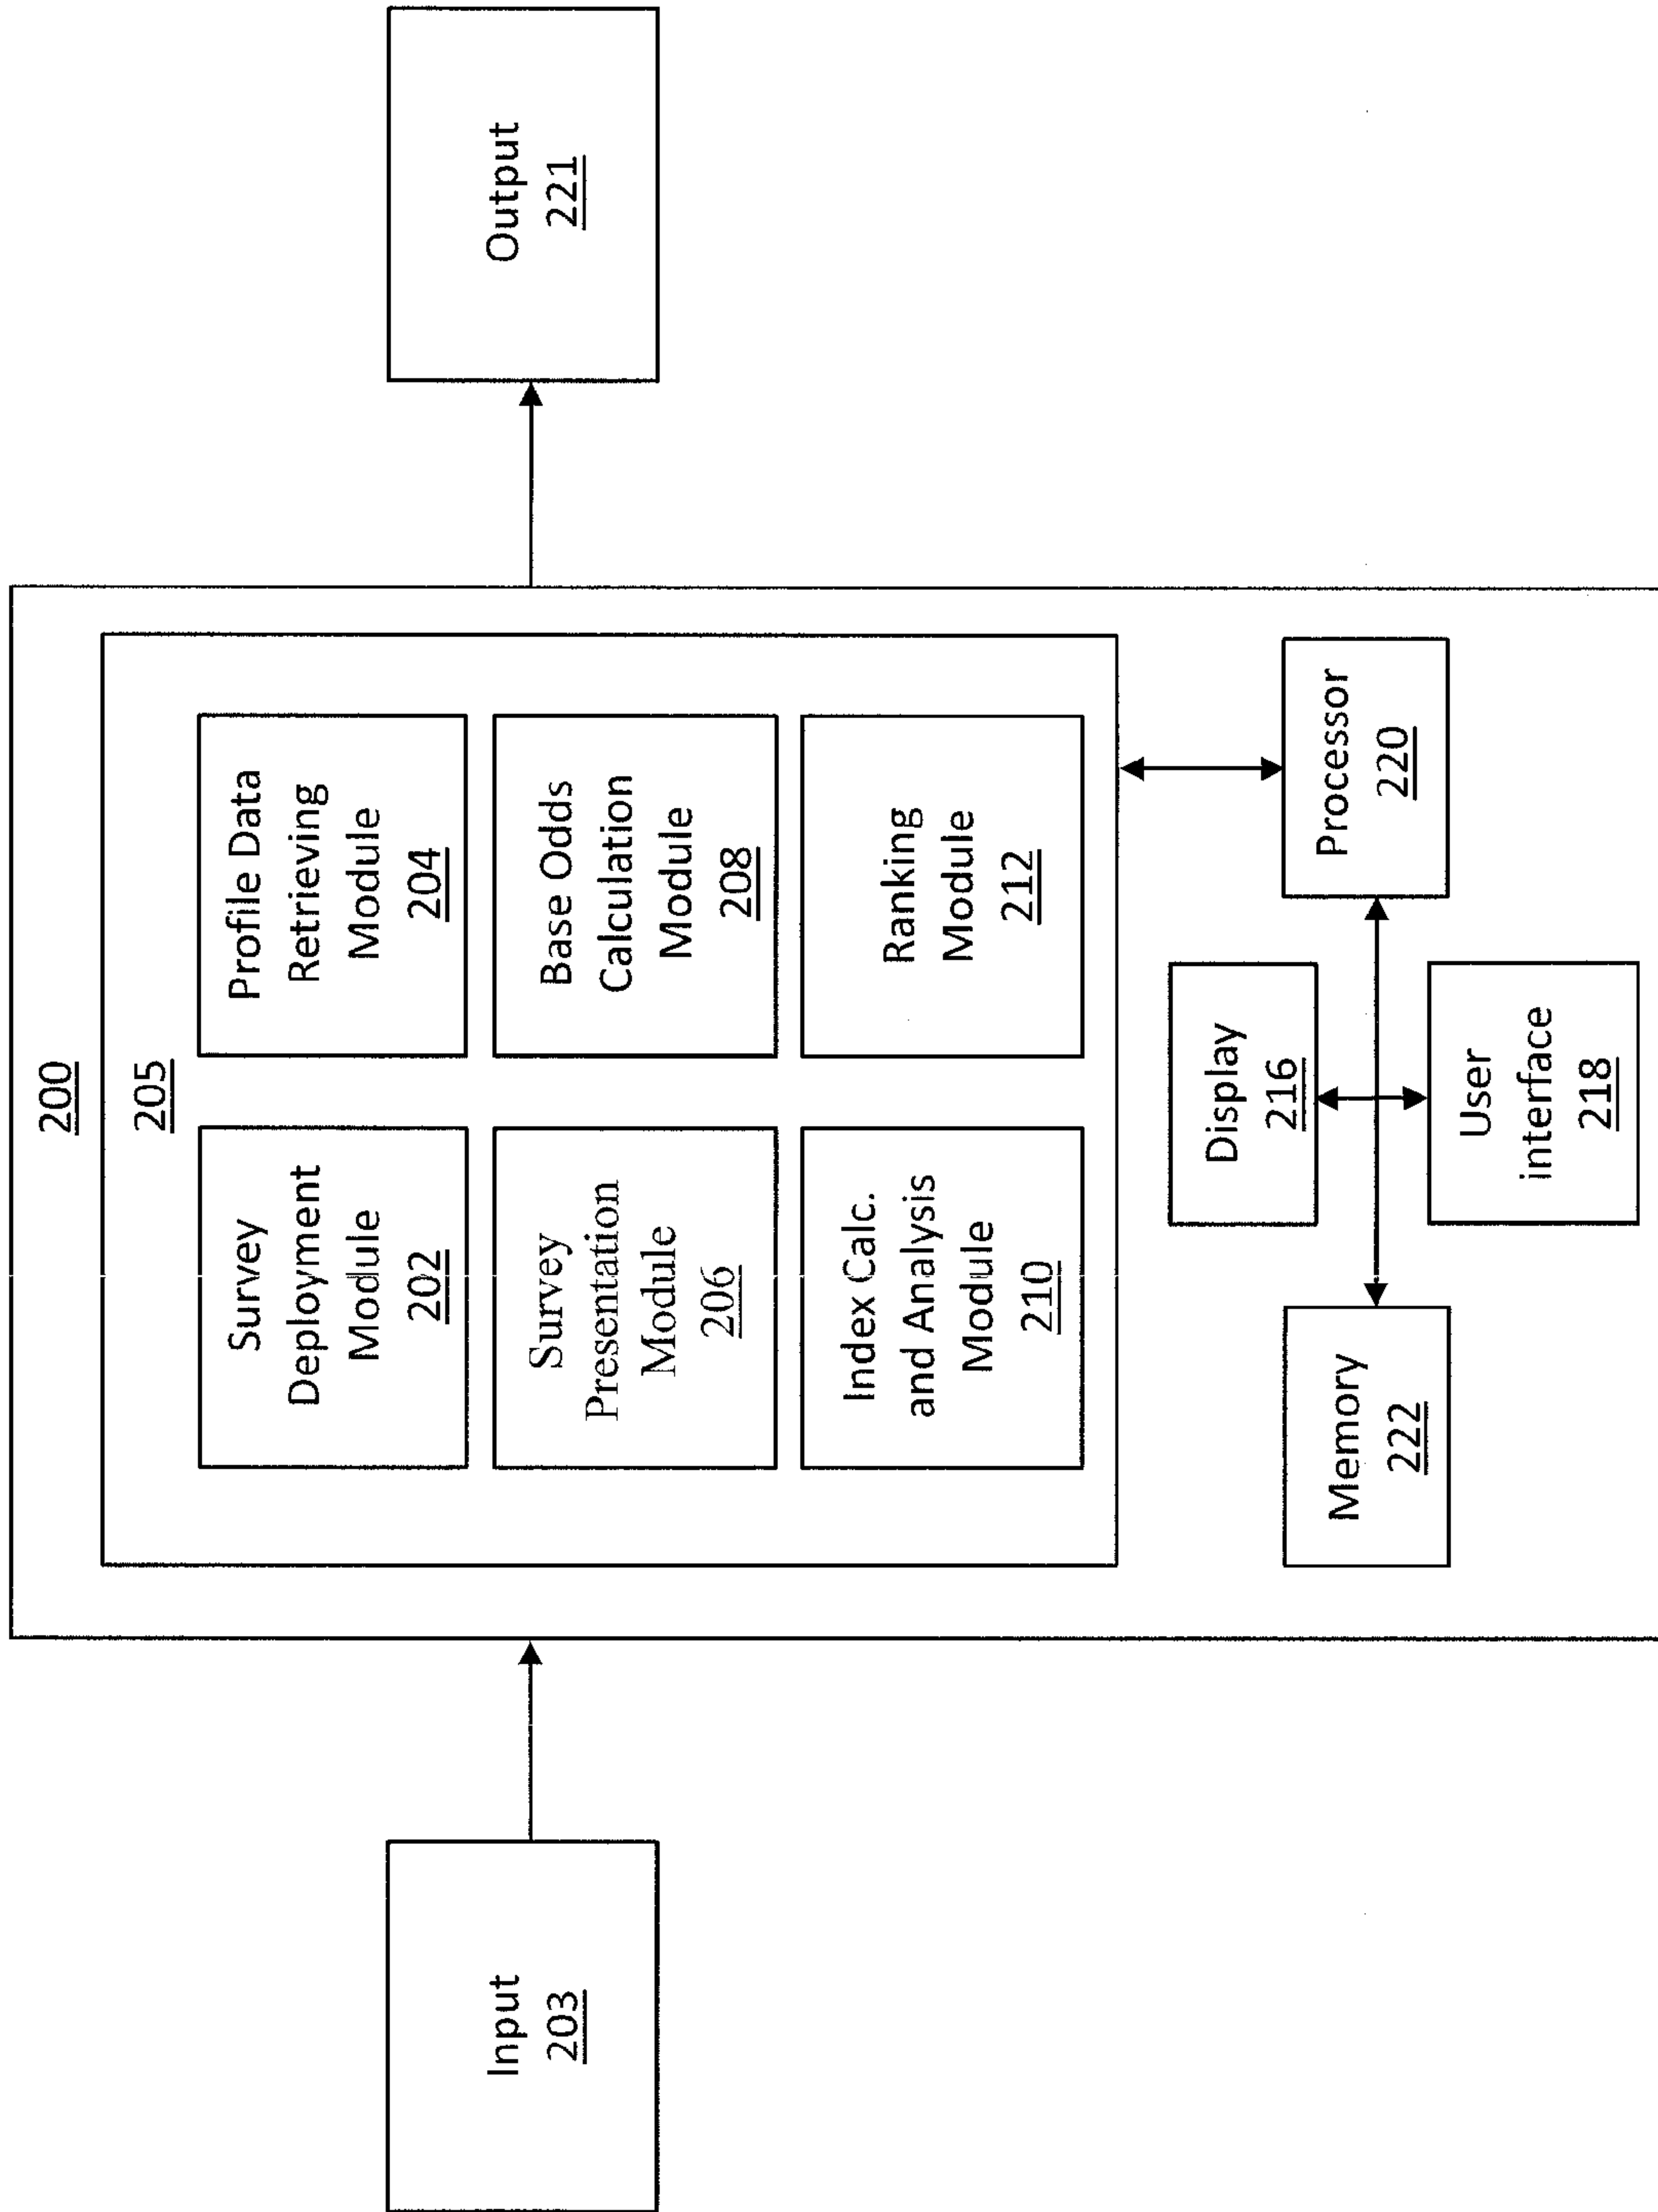 200
205
Input
203
Survey
Deployment
Module
202
Profile Data
Retrieving
Module
204
Survey
Presentation
Module
206
Base Odds
Calculation
Module
208
Index Calc.
and Analysis
Module
210
Ranking
Module
212
Memory
222
Display
216
User
interface
218
Processor
220
Output
221